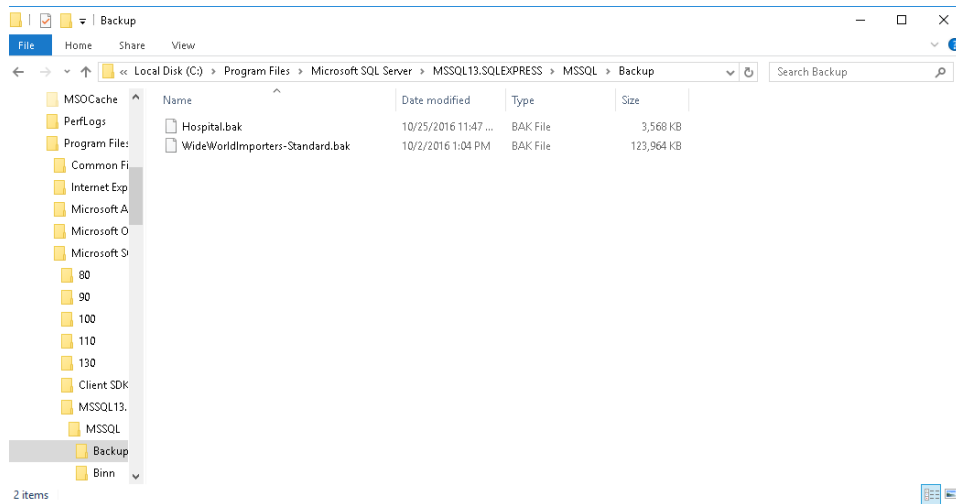 Backup
File Home Share View
« Local Disk (C:) > Program Files > Microsoft SQL Server > MSSQL13.SQLEXPRESS > MSSQL > Backup
Search Backup
Name Date modified Type Size
Hospital.bak 10/25/2016 11:47 ... BAK File 3,568 KB
WideWorldImporters-Standard.bak 10/2/2016 1:04 PM BAK File 123,964 KB
MSOCache
PerfLogs
Program Files
Common Fi
Internet Exp
Microsoft A
Microsoft O
Microsoft S
80
90
100
110
130
Client SDK
MSSQL13.
MSSQL
Backup
Binn
2 items